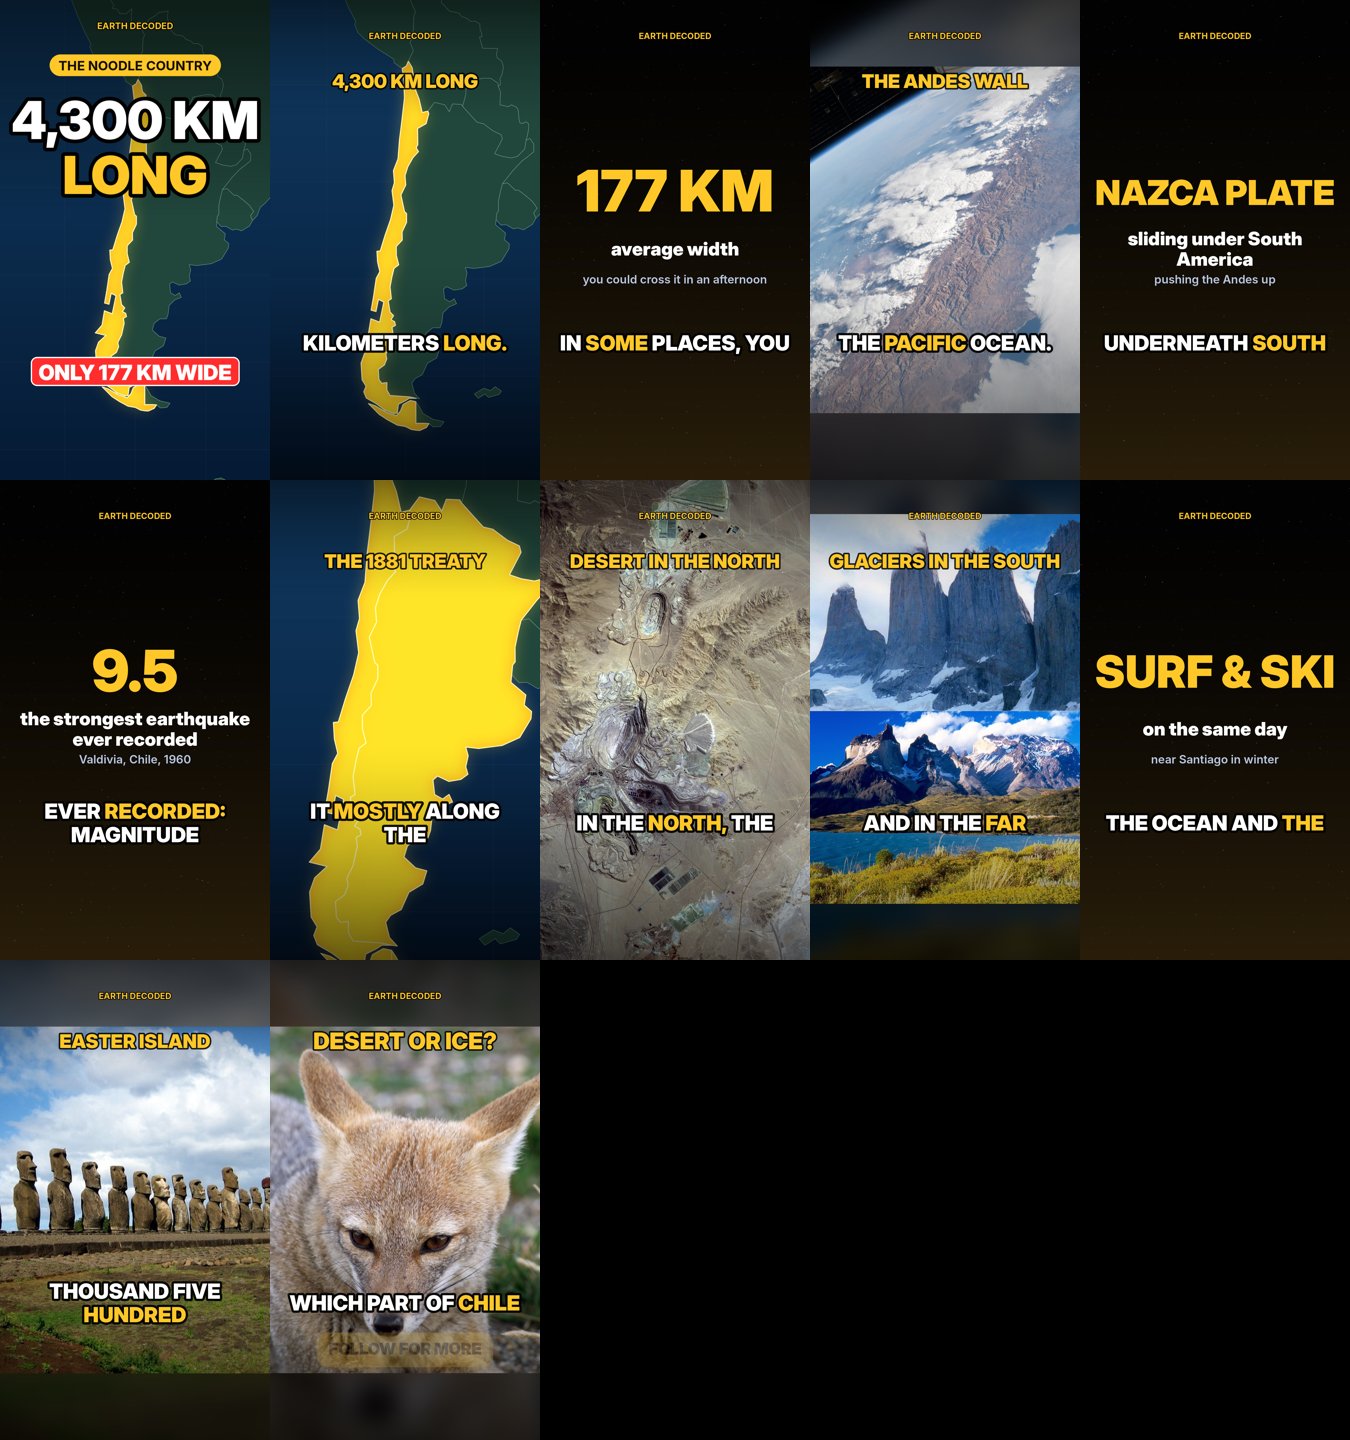 EARTH DECODED
THE NOODLE COUNTRY
4,300 KM
LONG
ONLY 177 KM WIDE
EARTH DECODED
4,300 KM LONG
KILOMETERS LONG.
EARTH DECODED
177 KM
average width
you could cross it in an afternoon
IN SOME PLACES, YOU
EARTH DECODED
THE ANDES WALL
THE PACIFIC OCEAN.
EARTH DECODED
NAZCA PLATE
sliding under South
America
pushing the Andes up
UNDERNEATH SOUTH
EARTH DECODED
9.5
the strongest earthquake
ever recorded
Valdivia, Chile, 1960
EVER RECORDED:
MAGNITUDE
EARTH DECODED
THE 1881 TREATY
IT MOSTLY ALONG
THE
EARTH DECODED
DESERT IN THE NORTH
IN THE NORTH, THE
EARTH DECODED
GLACIERS IN THE SOUTH
AND IN THE FAR
EARTH DECODED
SURF & SKI
on the same day
near Santiago in winter
THE OCEAN AND THE
EARTH DECODED
EASTER ISLAND
THOUSAND FIVE
HUNDRED
EARTH DECODED
DESERT OR ICE?
WHICH PART OF CHILE
FOLLOW FOR MORE